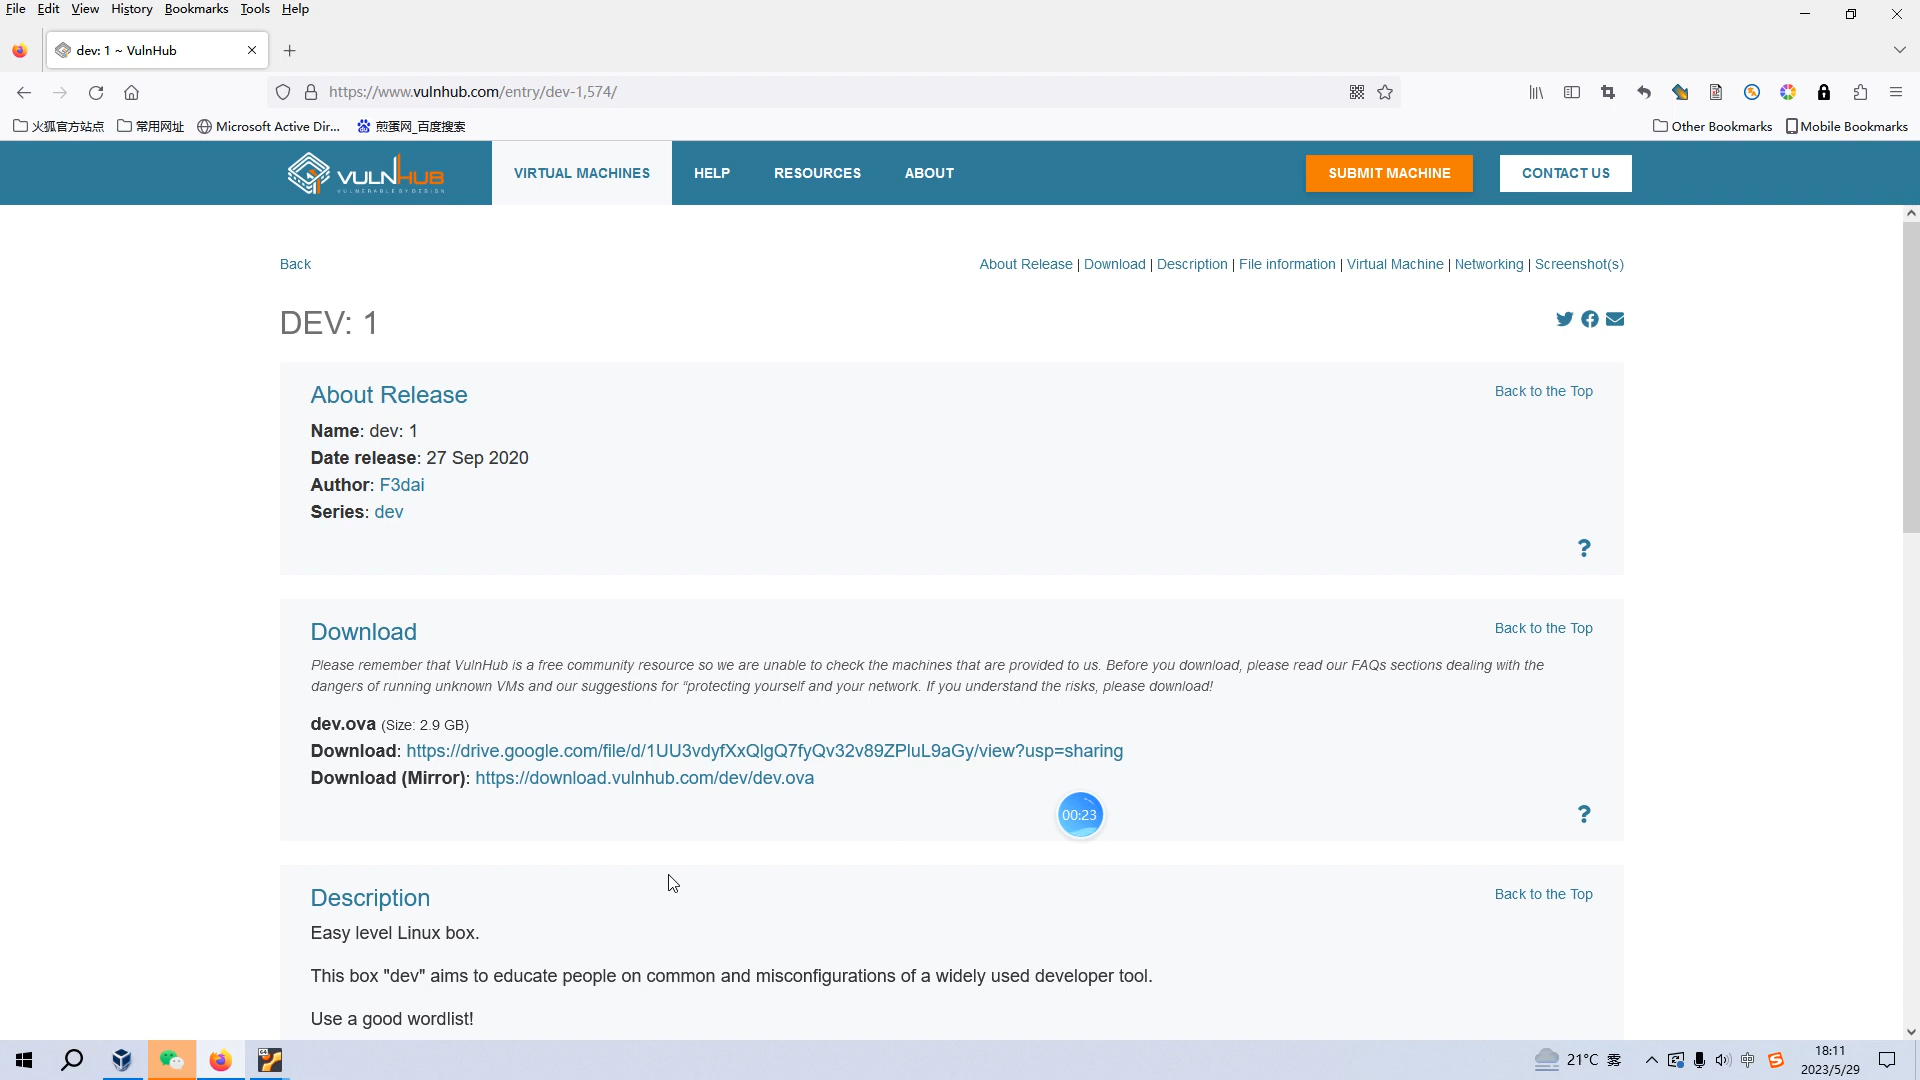 File Edit View History Bookmarks Tools Help
dev: 1 ~ VulnHub
https://www.vulnhub.com/entry/dev-1,574/
火狐官方站点 常用网址 Microsoft Active Dir... 煎蛋网_百度搜索 Other Bookmarks Mobile Bookmarks
VULNHUB
VULNERABLE BY DESIGN
VIRTUAL MACHINES HELP RESOURCES ABOUT SUBMIT MACHINE CONTACT US
Back About Release | Download | Description | File information | Virtual Machine | Networking | Screenshot(s)
DEV: 1
About Release Back to the Top
Name: dev: 1
Date release: 27 Sep 2020
Author: F3dai
Series: dev
?
Download Back to the Top
Please remember that VulnHub is a free community resource so we are unable to check the machines that are provided to us. Before you download, please read our FAQs sections dealing with the
dangers of running unknown VMs and our suggestions for “protecting yourself and your network. If you understand the risks, please download!
dev.ova (Size: 2.9 GB)
Download: https://drive.google.com/file/d/1UU3vdyfXxQlgQ7fyQv32v89ZPluL9aGy/view?usp=sharing
Download (Mirror): https://download.vulnhub.com/dev/dev.ova
00:23
?
Description Back to the Top
Easy level Linux box.
This box "dev" aims to educate people on common and misconfigurations of a widely used developer tool.
Use a good wordlist!
21°C 雾 中 18:11
2023/5/29